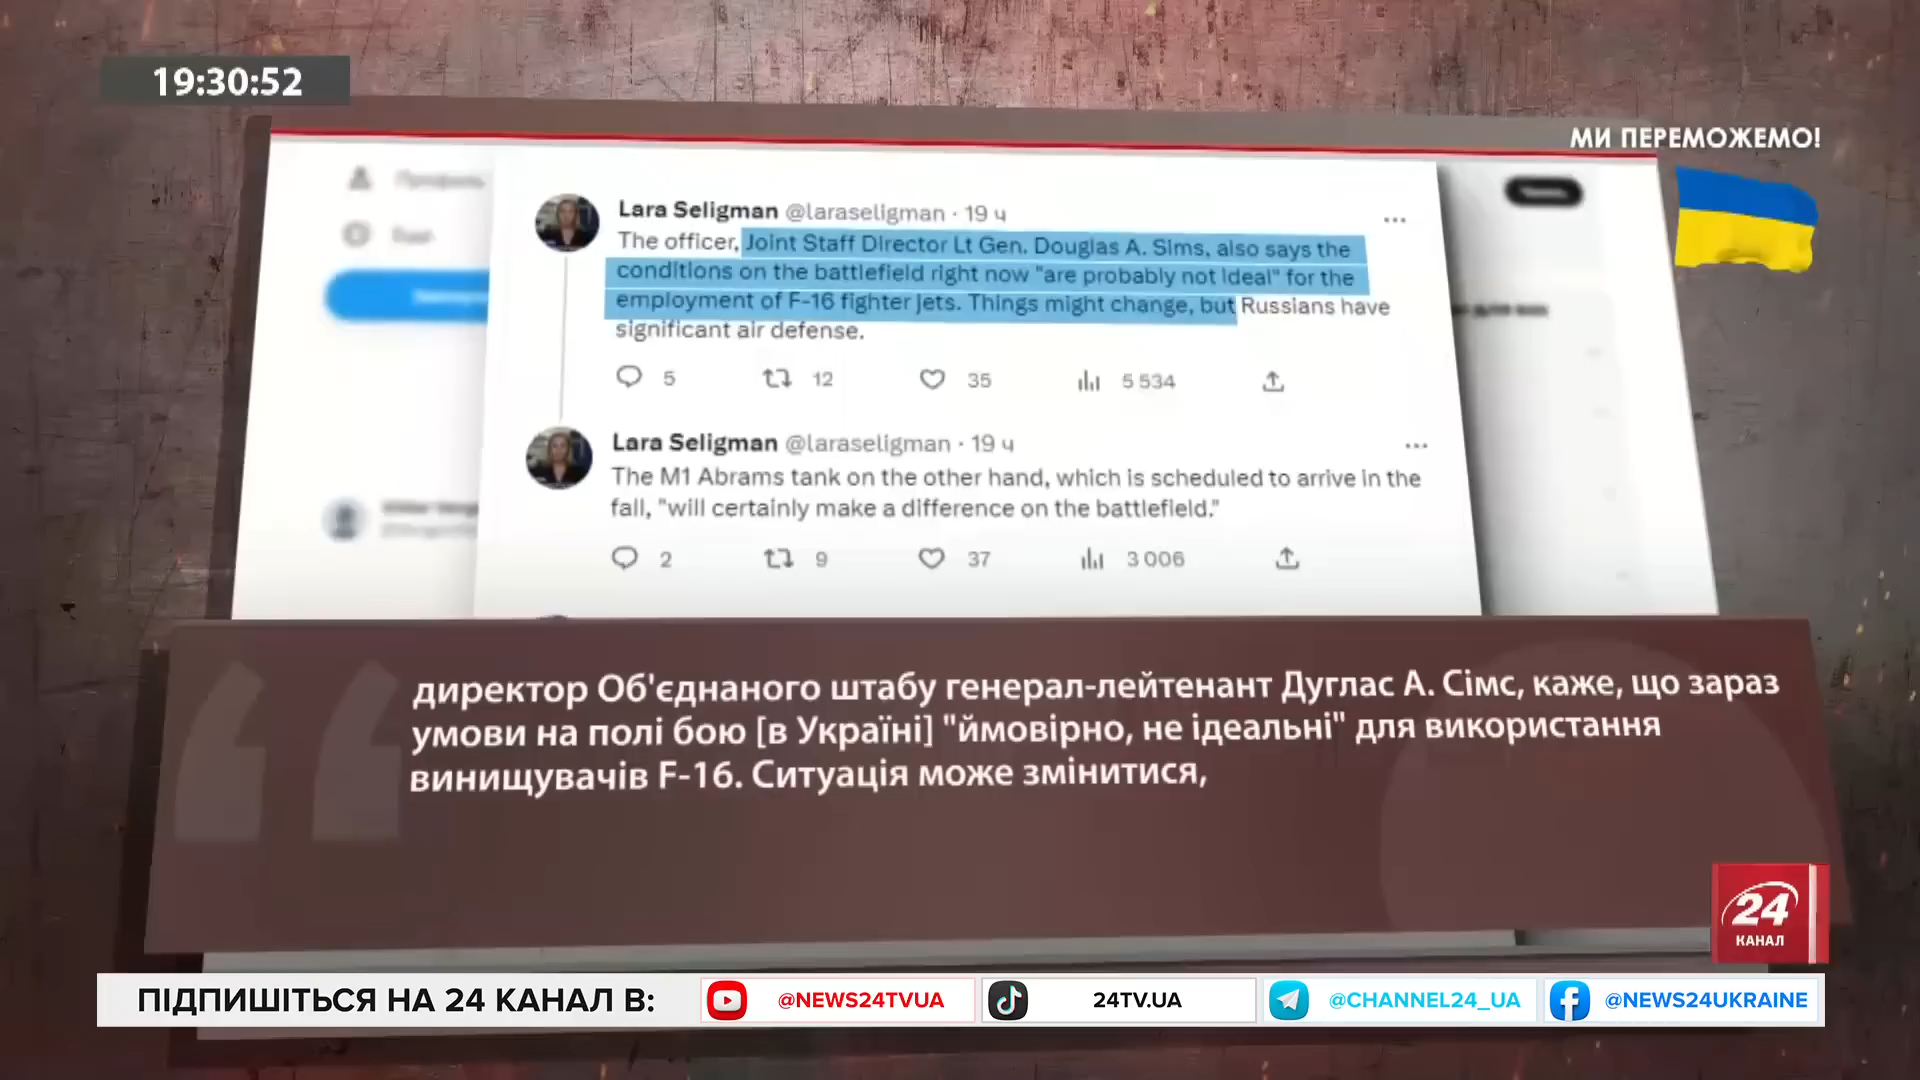 19:30:52
МИ ПЕРЕМОЖЕМО!
Профиль
Lara Seligman @laraseligman · 19 ч
The officer, Joint Staff Director Lt Gen. Douglas A. Sims, also says the
conditions on the battlefield right now "are probably not ideal" for the
employment of F-16 fighter jets. Things might change, but Russians have
significant air defense.
5 12 35 5 534
Lara Seligman @laraseligman · 19 ч
The M1 Abrams tank on the other hand, which is scheduled to arrive in the
fall, "will certainly make a difference on the battlefield."
2 9 37 3 006
директор Об'єднаного штабу генерал-лейтенант Дуглас А. Сімс, каже, що зараз
умови на полі бою [в Україні] "ймовірно, не ідеальні" для використання
винищувачів F-16. Ситуація може змінитися,
24
КАНАЛ
ПІДПИШІТЬСЯ НА 24 КАНАЛ В: @NEWS24TVUA 24TV.UA @CHANNEL24_UA @NEWS24UKRAINE